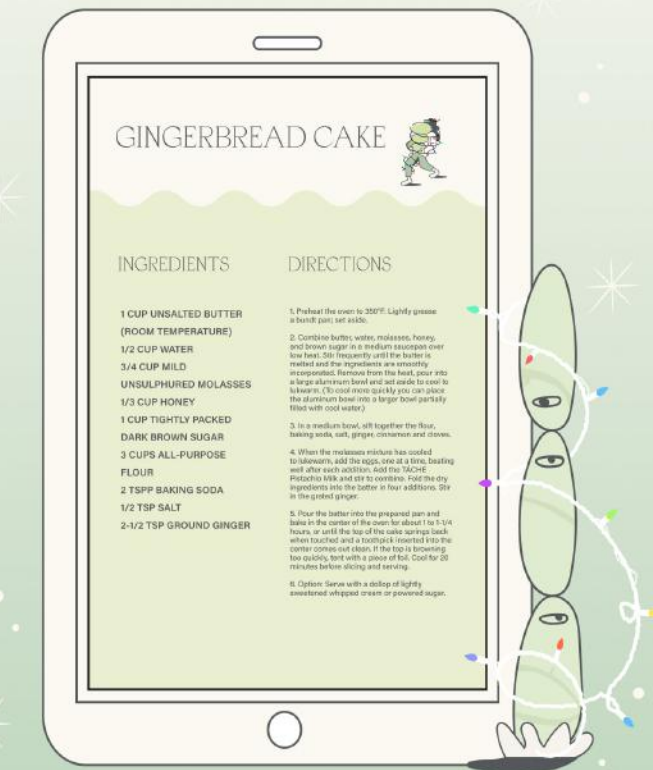 GINGERBREAD CAKE
INGREDIENTS
1 CUP UNSALTED BUTTER
(ROOM TEMPERATURE)
1/2 CUP WATER
3/4 CUP MILD
UNSULPHURED MOLASSES
1/3 CUP HONEY
1 CUP TIGHTLY PACKED
DARK BROWN SUGAR
3 CUPS ALL-PURPOSE
FLOUR
2 TSPP BAKING SODA
1/2 TSP SALT
2-1/2 TSP GROUND GINGER
DIRECTIONS
1. Preheat the oven to 350°F. Lightly grease
a bundt pan; set aside.
2. Combine butter, water, molasses, honey,
and brown sugar in a medium saucepan over
low heat. Stir frequently until the butter is
melted and the ingredients are smoothly
incorporated. Remove from the heat, pour into
a large aluminum bowl and set aside to cool to
lukewarm. (To cool more quickly you can place
the aluminum bowl into a larger bowl partially
filled with cool water.)
3. In a medium bowl, sift together the flour,
baking soda, salt, ginger, cinnamon and cloves.
4. When the molasses mixture has cooled
to lukewarm, add the eggs, one at a time, beating
well after each addition. Add the TÁCHE
Pistachio Milk and stir to combine. Fold the dry
ingredients into the batter in four additions. Stir
in the grated ginger.
5. Pour the batter into the prepared pan and
bake in the center of the oven for about 1 to 1-1/4
hours, or until the top of the cake springs back
when touched and a toothpick inserted into the
center comes out clean. If the top is browning
too quickly, tent with a piece of foil. Cool for 20
minutes before slicing and serving.
6. Option: Serve with a dollop of lightly
sweetened whipped cream or powered sugar.